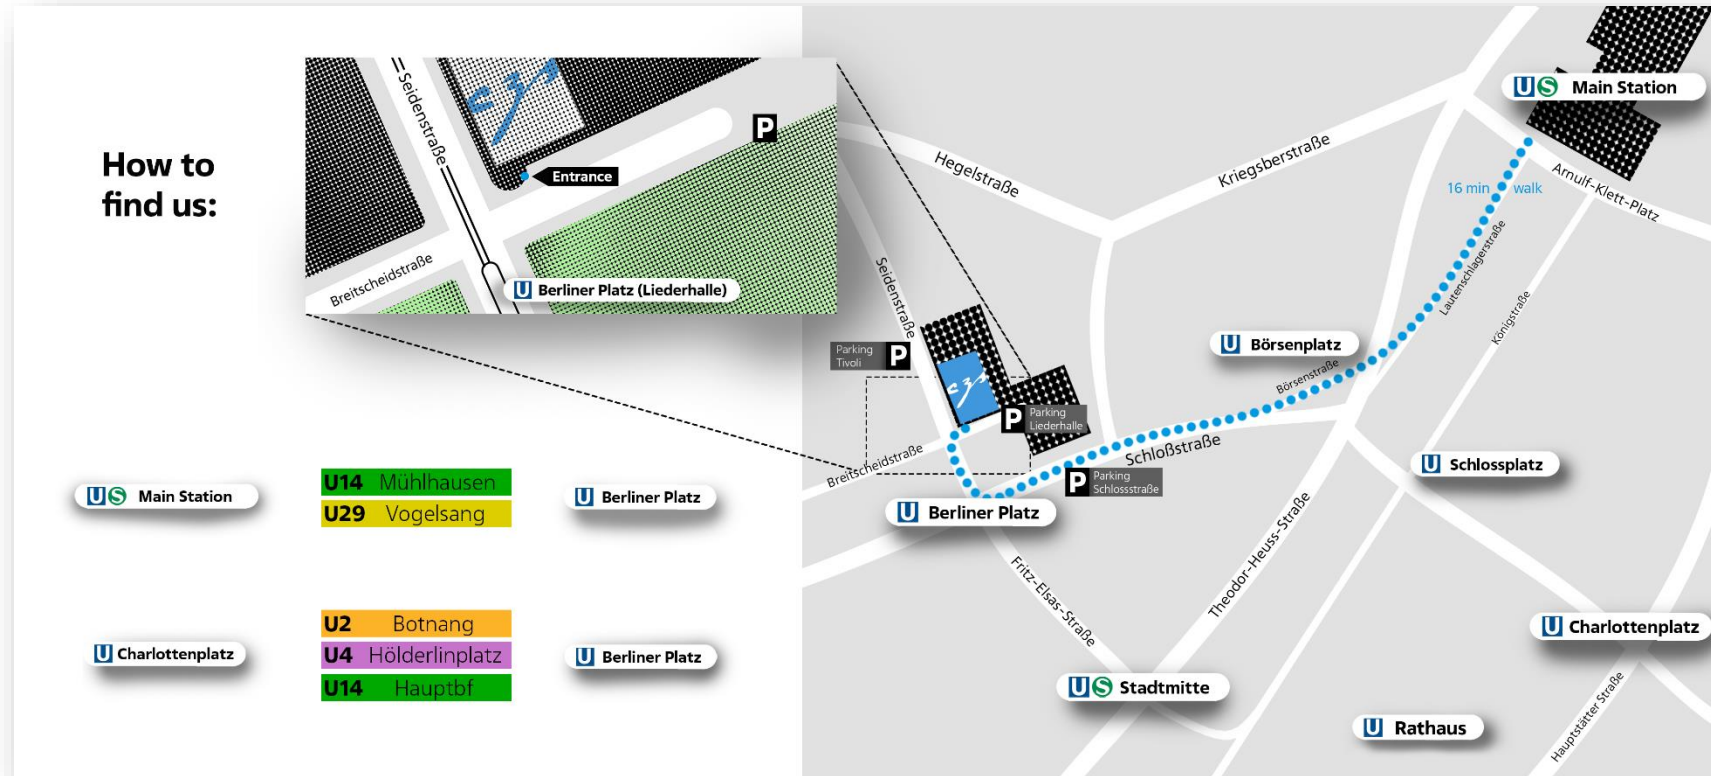 How to
find us:
Seidenstraße
c3s
P
Entrance
Breitscheidstraße
U Berliner Platz (Liederhalle)
U S Main Station
U14 Mühlhausen
U29 Vogelsang
U Berliner Platz
U Charlottenplatz
U2 Botnang
U4 Hölderlinplatz
U14 Hauptbf
U Berliner Platz
U S Main Station
Hegelstraße
Kriegsberstraße
Arnulf-Klett-Platz
16 min walk
Lautenschlagerstraße
Königstraße
Seidenstraße
Parking
Tivoli
P
c3s
U Börsenplatz
Börsenstraße
P
Parking
Liederhalle
Schloßstraße
Breitscheidstraße
P
Parking
Schlossstraße
U Schlossplatz
U Berliner Platz
Fritz-Elsas-Straße
Theodor-Heuss-Straße
U Charlottenplatz
U S Stadtmitte
U Rathaus
Hauptstätter Straße